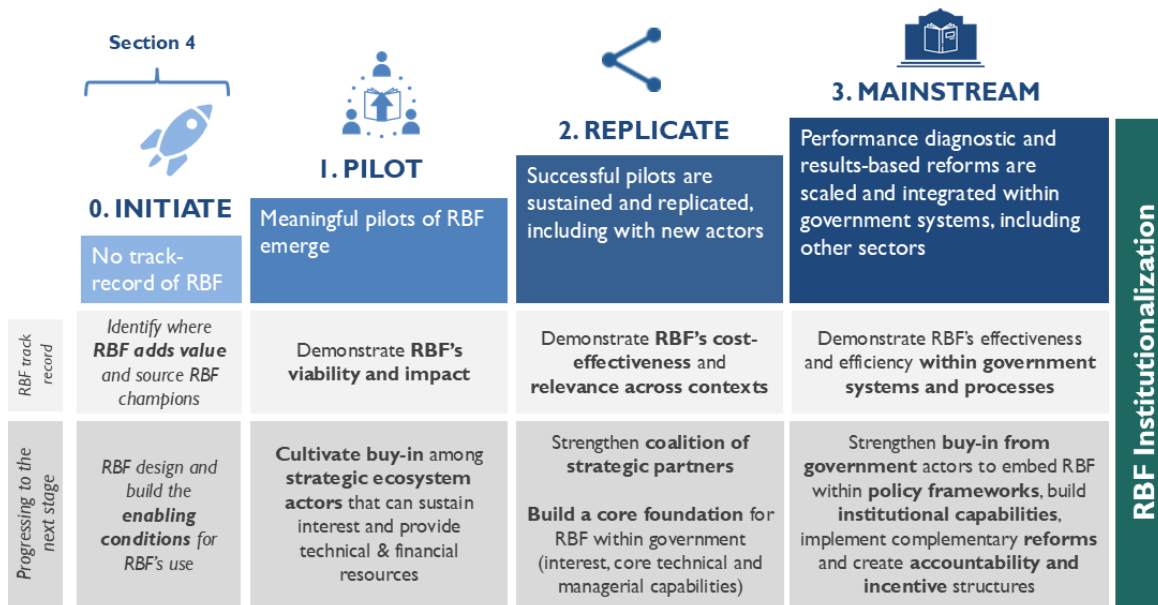 Section 4
0. INITIATE
No track-
record of RBF
1. PILOT
Meaningful pilots of RBF
emerge
2. REPLICATE
Successful pilots are
sustained and replicated,
including with new actors
3. MAINSTREAM
Performance diagnostic and
results-based reforms are
scaled and integrated within
government systems, including
other sectors
RBF track
record
Identify where
RBF adds value
and source RBF
champions
Demonstrate RBF's
viability and impact
Demonstrate RBF's cost-
effectiveness and
relevance across contexts
Demonstrate RBF's effectiveness
and efficiency within government
systems and processes
Progressing to the
next stage
RBF design and
build the
enabling
conditions for
RBF's use
Cultivate buy-in among
strategic ecosystem
actors that can sustain
interest and provide
technical & financial
resources
Strengthen coalition of
strategic partners
Build a core foundation for
RBF within government
(interest, core technical and
managerial capabilities)
Strengthen buy-in from
government actors to embed RBF
within policy frameworks, build
institutional capabilities,
implement complementary reforms
and create accountability and
incentive structures
RBF Institutionalization